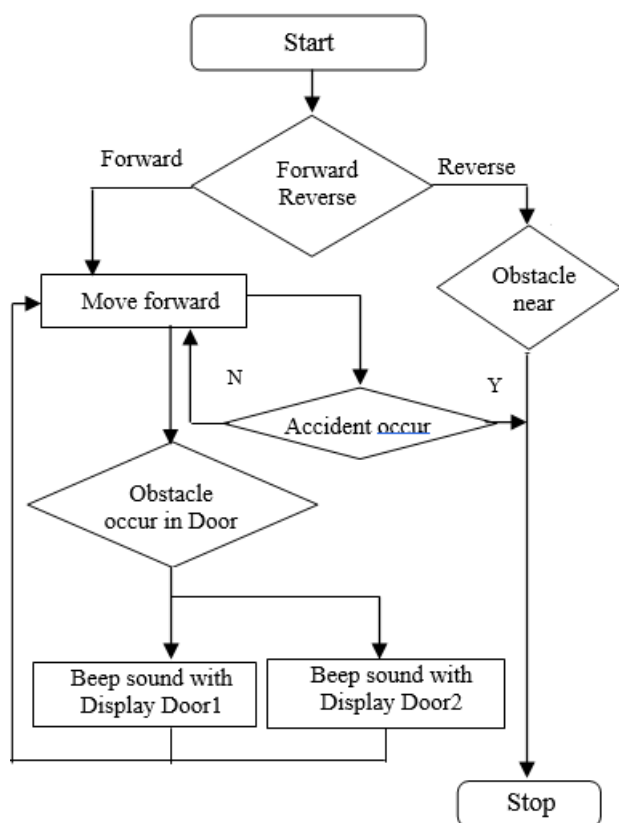 Start
Forward
Forward
Reverse
Reverse
Obstacle
near
Move forward
N
Y
Accident occur
Obstacle
occur in Door
Beep sound with
Display Door1
Beep sound with
Display Door2
Stop